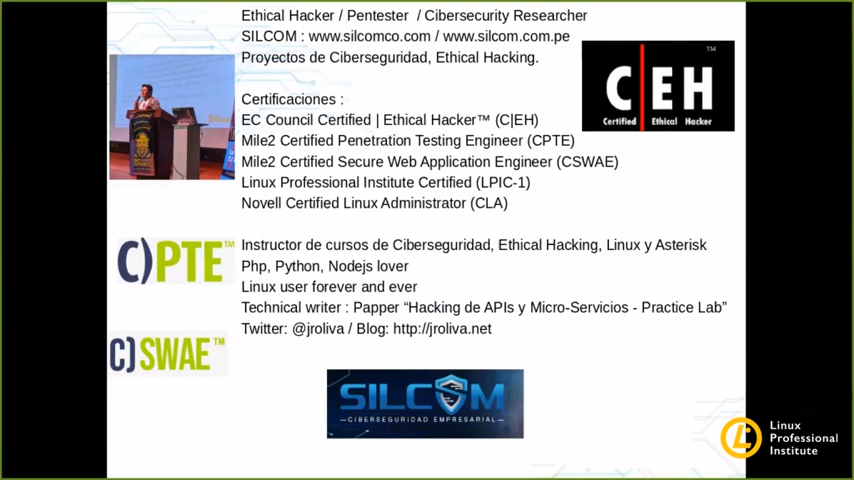 Ethical Hacker / Pentester / Cibersecurity Researcher
SILCOM : www.silcomco.com / www.silcom.com.pe
Proyectos de Ciberseguridad, Ethical Hacking.
Certificaciones :
EC Council Certified | Ethical Hacker™ (C|EH)
Mile2 Certified Penetration Testing Engineer (CPTE)
Mile2 Certified Secure Web Application Engineer (CSWAE)
Linux Professional Institute Certified (LPIC-1)
Novell Certified Linux Administrator (CLA)
C|EH™
Certified Ethical Hacker
C)PTE™
Instructor de cursos de Ciberseguridad, Ethical Hacking, Linux y Asterisk
Php, Python, Nodejs lover
Linux user forever and ever
Technical writer : Papper “Hacking de APIs y Micro-Servicios - Practice Lab”
Twitter: @jroliva / Blog: http://jroliva.net
C)SWAE™
SILCOM
CIBERSEGURIDAD EMPRESARIAL
Linux
Professional
Institute